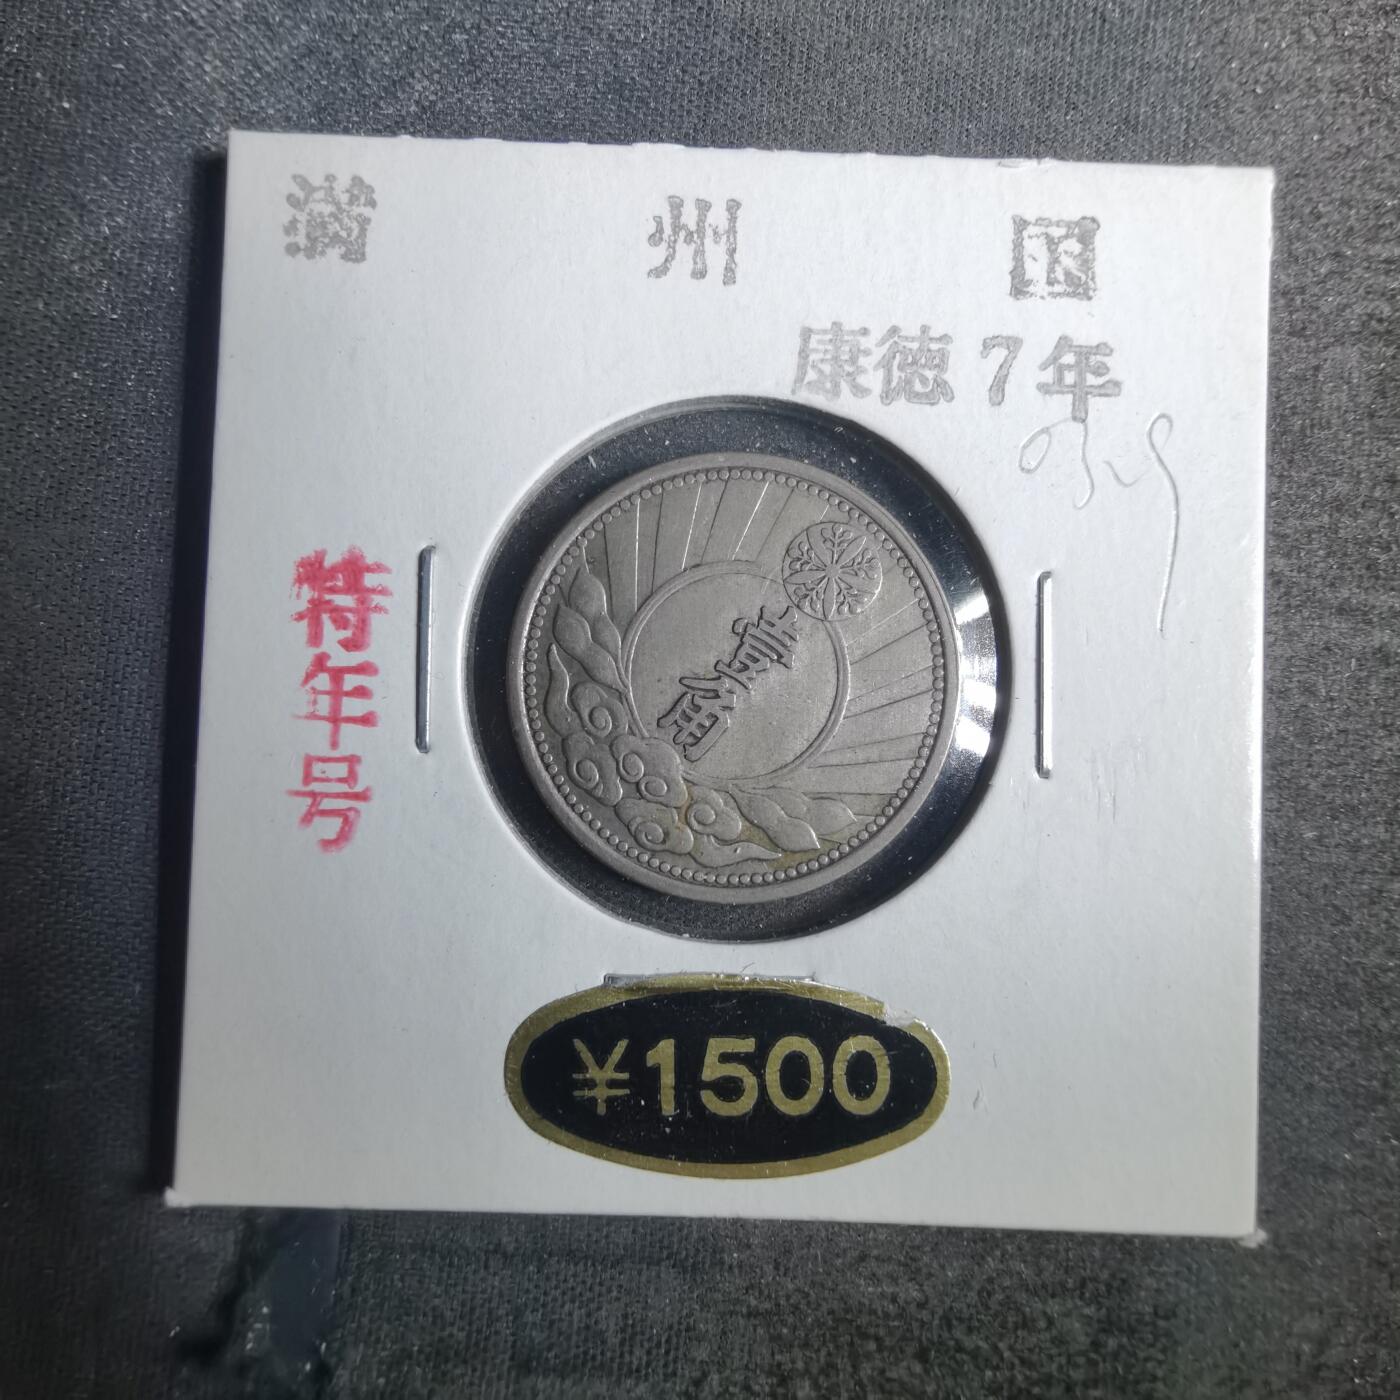 満 州 国
康徳7年
特年号
壹角
¥1500